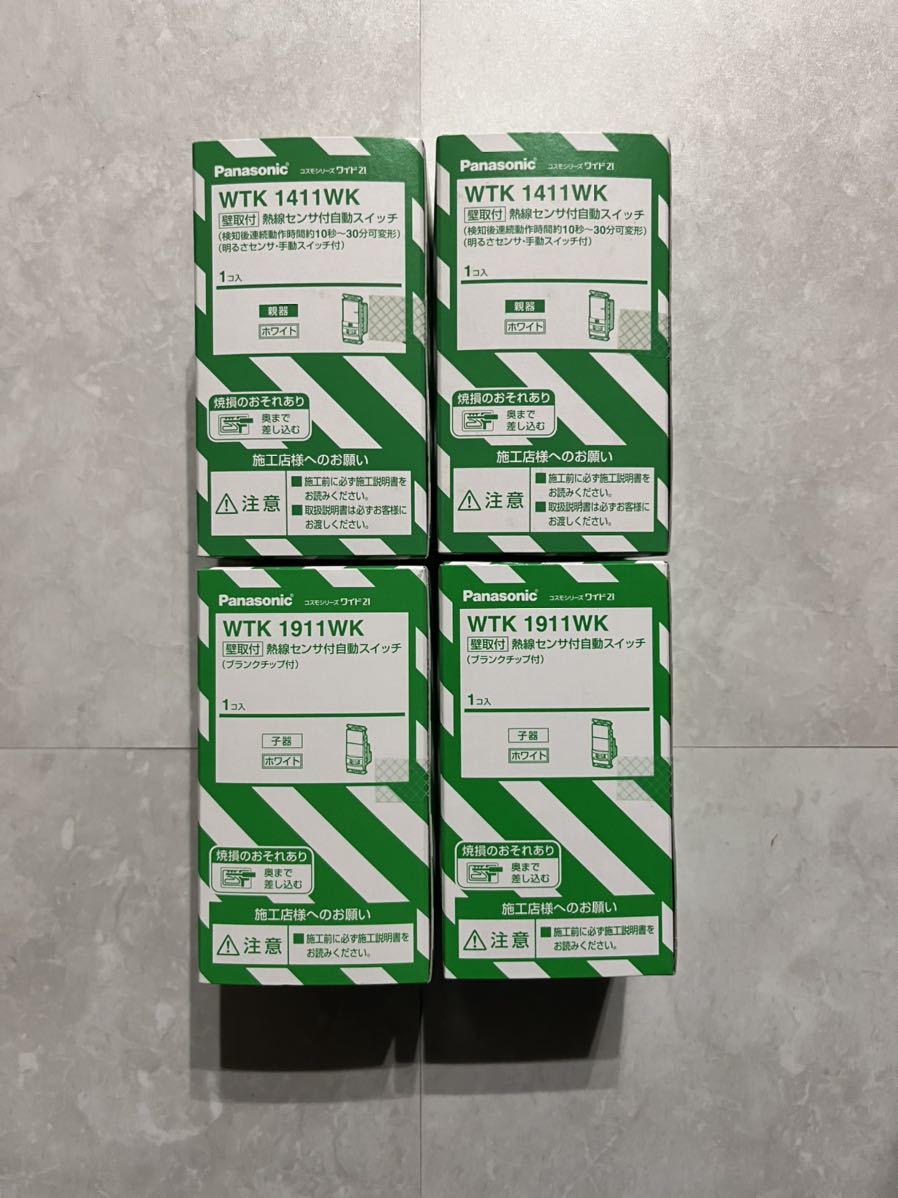 Panasonic® コスモシリーズ ワイド21
WTK 1411WK
壁取付 熱線センサ付自動スイッチ
(検知後連続動作時間約10秒〜30分可変形)
(明るさセンサ・手動スイッチ付)
1コ入
親器
ホワイト
焼損のおそれあり
奥まで
差し込む
施工店様へのお願い
注意
■施工前に必ず施工説明書を
お読みください。
■取扱説明書は必ずお客様に
お渡しください。
Panasonic® コスモシリーズ ワイド21
WTK 1411WK
壁取付 熱線センサ付自動スイッチ
(検知後連続動作時間約10秒〜30分可変形)
(明るさセンサ・手動スイッチ付)
1コ入
親器
ホワイト
焼損のおそれあり
奥まで
差し込む
施工店様へのお願い
注意
■施工前に必ず施工説明書を
お読みください。
■取扱説明書は必ずお客様に
お渡しください。
Panasonic® コスモシリーズ ワイド21
WTK 1911WK
壁取付 熱線センサ付自動スイッチ
(ブランクチップ付)
1コ入
子器
ホワイト
焼損のおそれあり
奥まで
差し込む
施工店様へのお願い
注意
■施工前に必ず施工説明書を
お読みください。
Panasonic® コスモシリーズ ワイド21
WTK 1911WK
壁取付 熱線センサ付自動スイッチ
(ブランクチップ付)
1コ入
子器
ホワイト
焼損のおそれあり
奥まで
差し込む
施工店様へのお願い
注意
■施工前に必ず施工説明書を
お読みください。